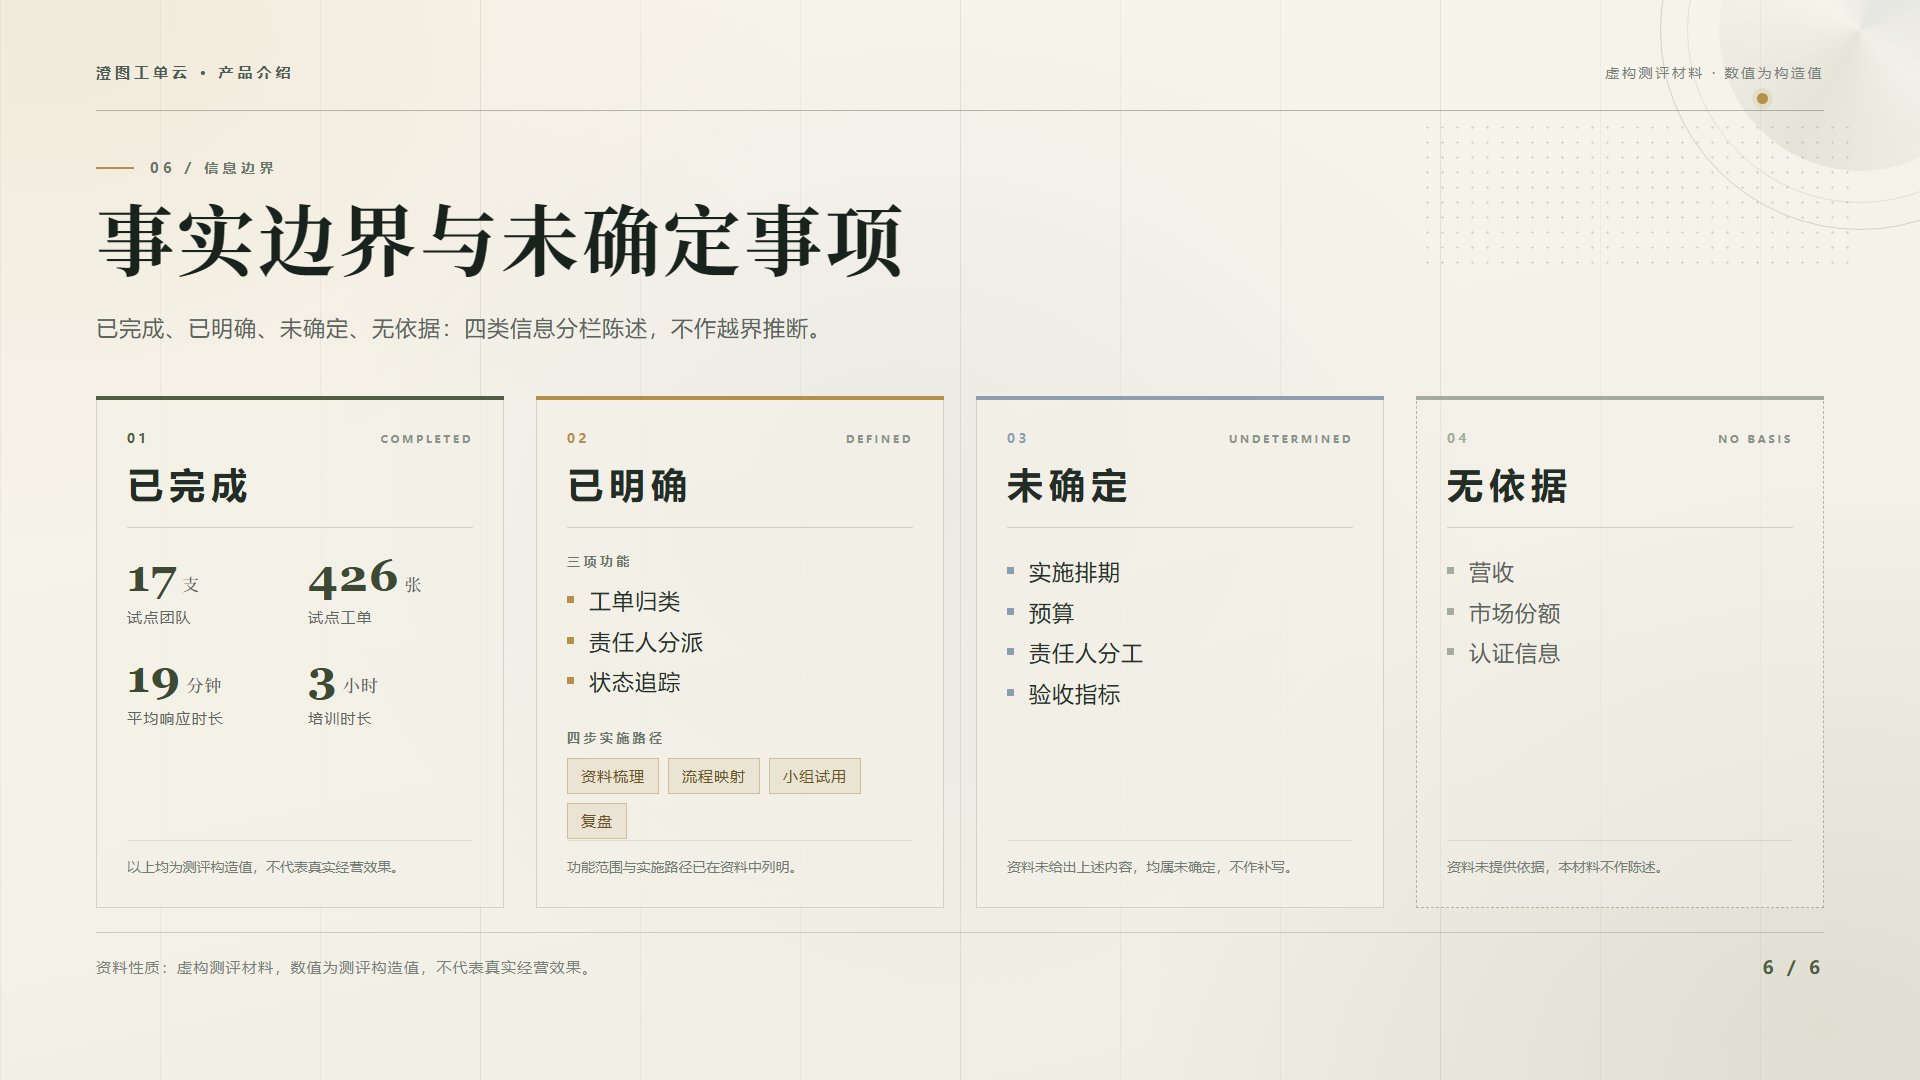 澄图工单云 • 产品介绍
虚构测评材料 · 数值为构造值
06 / 信息边界
事实边界与未确定事项
已完成、已明确、未确定、无依据：四类信息分栏陈述，不作越界推断。
01 COMPLETED
已完成
17 支
试点团队
426 张
试点工单
19 分钟
平均响应时长
3 小时
培训时长
以上均为测评构造值，不代表真实经营效果。
02 DEFINED
已明确
三项功能
工单归类
责任人分派
状态追踪
四步实施路径
资料梳理 流程映射 小组试用
复盘
功能范围与实施路径已在资料中列明。
03 UNDETERMINED
未确定
实施排期
预算
责任人分工
验收指标
资料未给出上述内容，均属未确定，不作补写。
04 NO BASIS
无依据
营收
市场份额
认证信息
资料未提供依据，本材料不作陈述。
资料性质：虚构测评材料，数值为测评构造值，不代表真实经营效果。
6 / 6